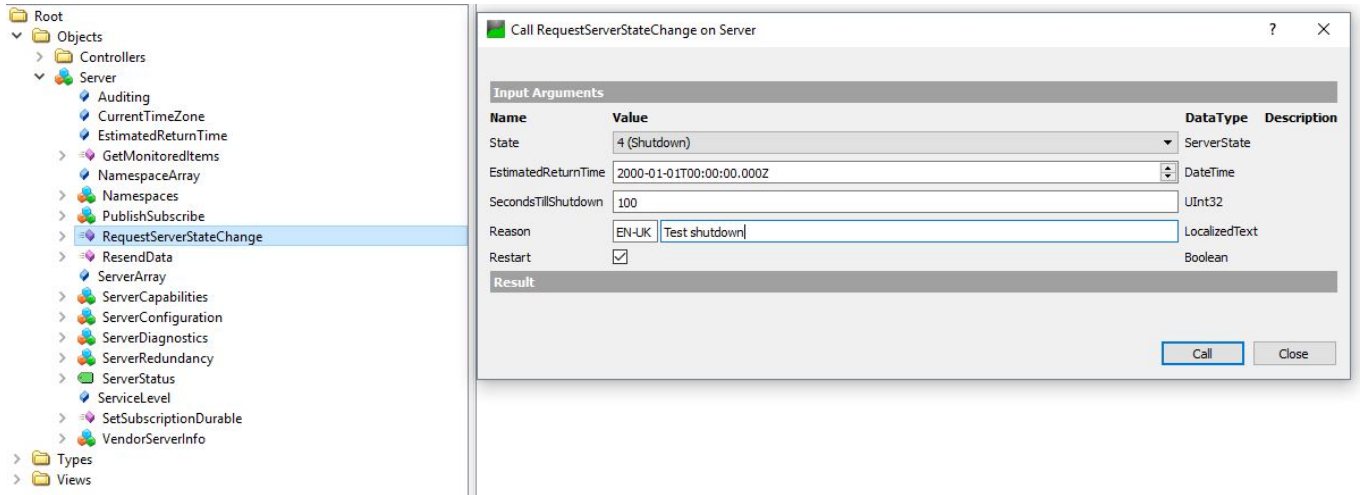 Root
Objects
Controllers
Server
Auditing
CurrentTimeZone
EstimatedReturnTime
GetMonitoredItems
NamespaceArray
Namespaces
PublishSubscribe
RequestServerStateChange
ResendData
ServerArray
ServerCapabilities
ServerConfiguration
ServerDiagnostics
ServerRedundancy
ServerStatus
ServiceLevel
SetSubscriptionDurable
VendorServerInfo
Types
Views
Call RequestServerStateChange on Server
Input Arguments
Name Value DataType Description
State 4 (Shutdown) ServerState
EstimatedReturnTime 2000-01-01T00:00:00.000Z DateTime
SecondsTillShutdown 100 UInt32
Reason EN-UK Test shutdown LocalizedText
Restart Boolean
Result
Call Close